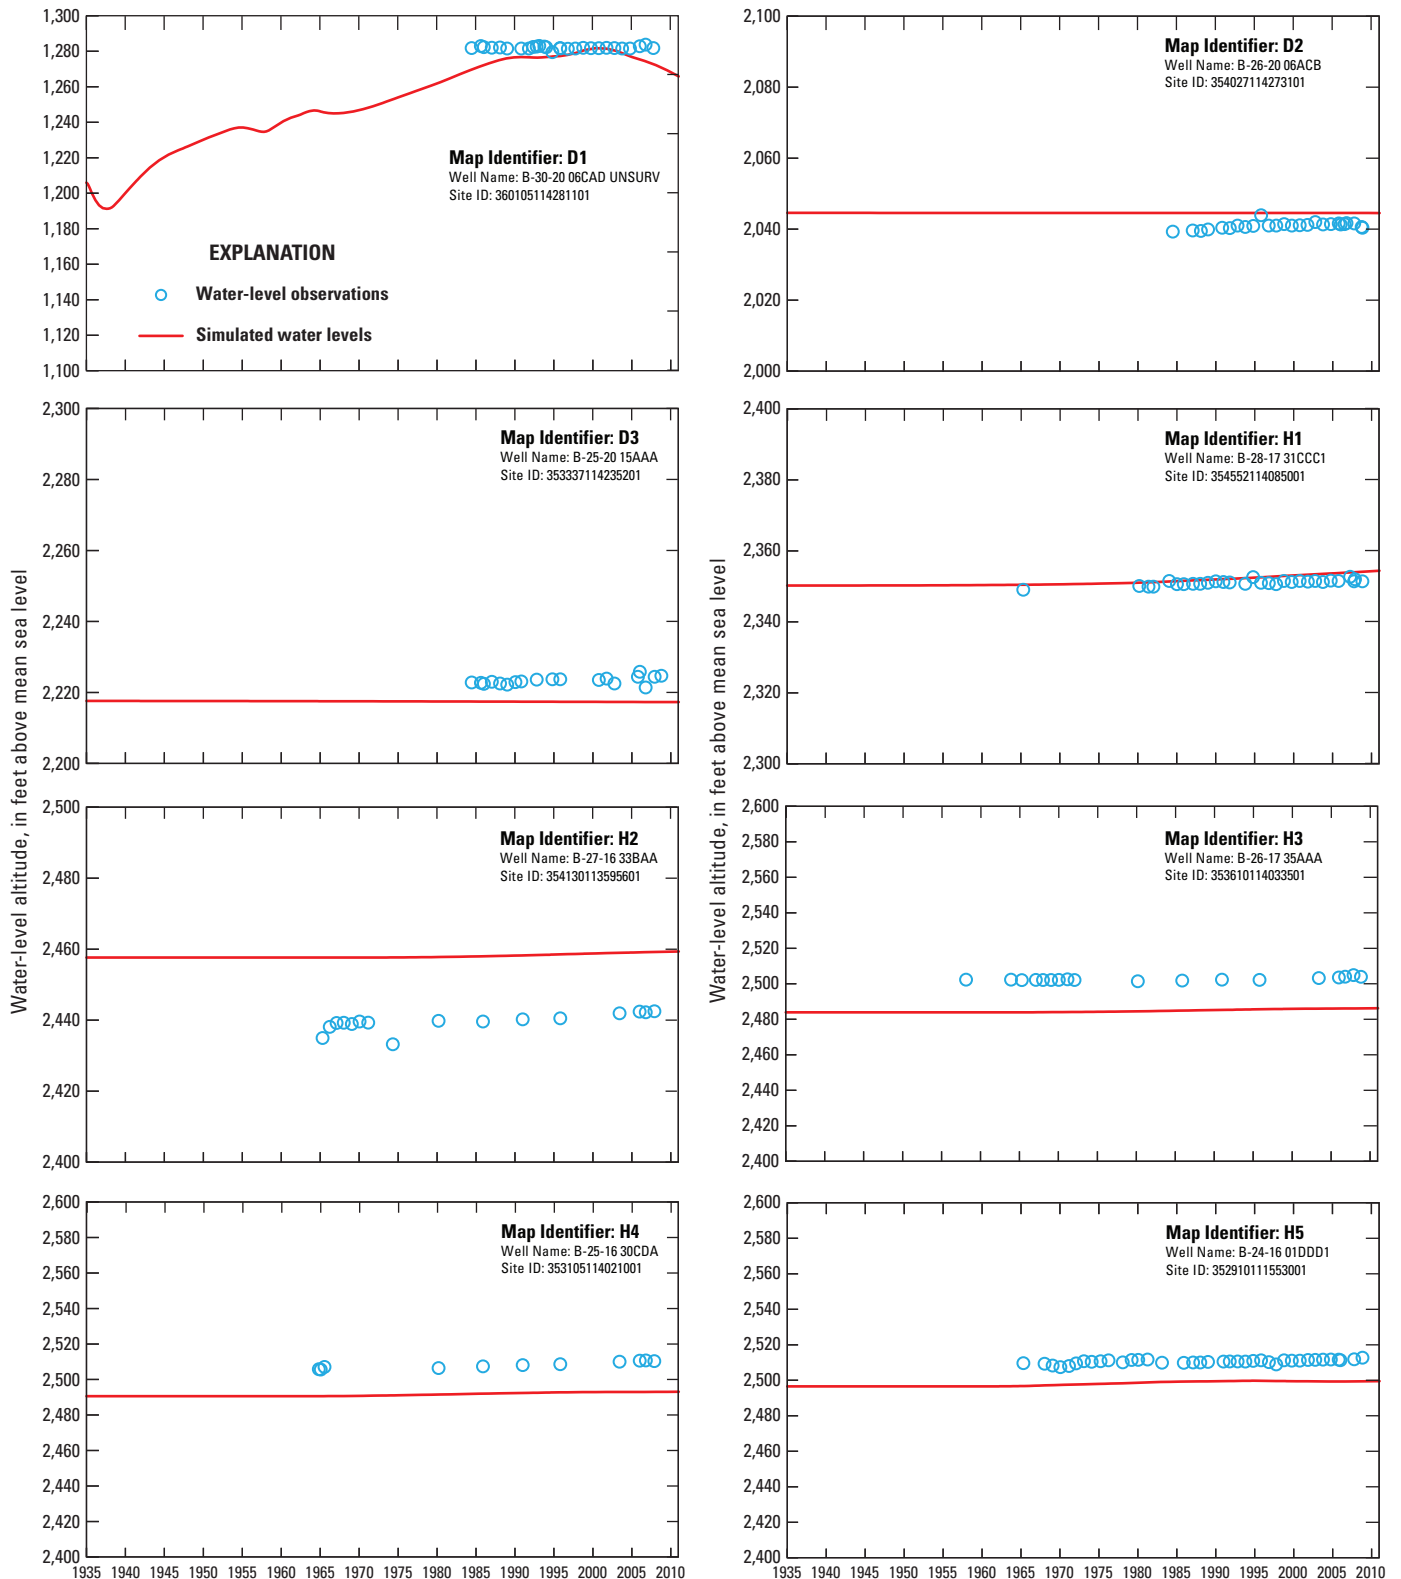 Water-level altitude, in feet above mean sea level
1,300
1,280
1,260
1,240
1,220
1,200
1,180
1,160
1,140
1,120
1,100
Map Identifier: D1
Well Name: B-30-20 06CAD UNSURV
Site ID: 360105114281101
EXPLANATION
Water-level observations
Simulated water levels
2,300
2,280
2,260
2,240
2,220
2,200
Map Identifier: D3
Well Name: B-25-20 15AAA
Site ID: 353337114235201
2,500
2,480
2,460
2,440
2,420
2,400
Map Identifier: H2
Well Name: B-27-16 33BAA
Site ID: 354130113595601
2,600
2,580
2,560
2,540
2,520
2,500
2,480
2,460
2,440
2,420
2,400
Map Identifier: H4
Well Name: B-25-16 30CDA
Site ID: 353105114021001
1935 1940 1945 1950 1955 1960 1965 1970 1975 1980 1985 1990 1995 2000 2005 2010
Water-level altitude, in feet above mean sea level
2,100
2,080
2,060
2,040
2,020
2,000
Map Identifier: D2
Well Name: B-26-20 06ACB
Site ID: 354027114273101
2,400
2,380
2,360
2,340
2,320
2,300
Map Identifier: H1
Well Name: B-28-17 31CCC1
Site ID: 354552114085001
2,600
2,580
2,560
2,540
2,520
2,500
2,480
2,460
2,440
2,420
2,400
Map Identifier: H3
Well Name: B-26-17 35AAA
Site ID: 353610114033501
2,600
2,580
2,560
2,540
2,520
2,500
2,480
2,460
2,440
2,420
2,400
Map Identifier: H5
Well Name: B-24-16 01DDD1
Site ID: 352910111553001
1935 1940 1945 1950 1955 1960 1965 1970 1975 1980 1985 1990 1995 2000 2005 2010